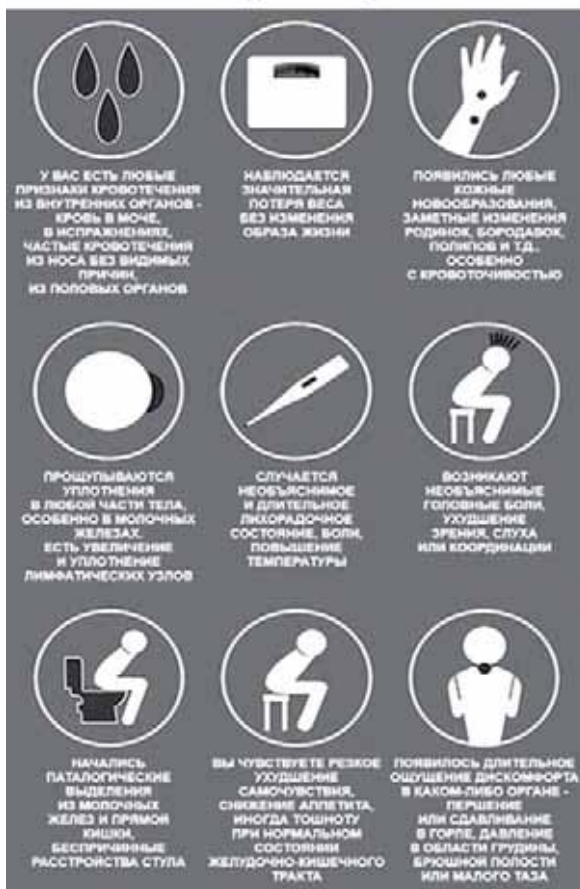 У ВАС ЕСТЬ ЛЮБЫЕ
ПРИЗНАКИ КРОВОТЕЧЕНИЯ
ИЗ ВНУТРЕННИХ ОРГАНОВ -
КРОВЬ В МОЧЕ,
В ИСПРАЖНЕНИЯХ,
ЧАСТЫЕ КРОВОТЕЧЕНИЯ
ИЗ НОСА БЕЗ ВИДИМЫХ
ПРИЧИН,
ИЗ ПОЛОВЫХ ОРГАНОВ
НАБЛЮДАЕТСЯ
ЗНАЧИТЕЛЬНАЯ
ПОТЕРЯ ВЕСА
БЕЗ ИЗМЕНЕНИЯ
ОБРАЗА ЖИЗНИ
ПОЯВИЛИСЬ ЛЮБЫЕ
КОЖНЫЕ
НОВООБРАЗОВАНИЯ,
ЗАМЕТНЫЕ ИЗМЕНЕНИЯ
РОДИНОК, БОРОДАВОК,
ПОЛИПОВ И Т.Д.,
ОСОБЕННО
С КРОВОТОЧИВОСТЬЮ
ПРОЩУПЫВАЮТСЯ
УПЛОТНЕНИЯ
В ЛЮБОЙ ЧАСТИ ТЕЛА,
ОСОБЕННО В МОЛОЧНЫХ
ЖЕЛЕЗАХ.
ЕСТЬ УВЕЛИЧЕНИЕ
И УПЛОТНЕНИЕ
ЛИМФАТИЧЕСКИХ УЗЛОВ
СЛУЧАЕТСЯ
НЕОБЪЯСНИМОЕ
И ДЛИТЕЛЬНОЕ
ЛИХОРАДОЧНОЕ
СОСТОЯНИЕ, БОЛИ,
ПОВЫШЕНИЕ
ТЕМПЕРАТУРЫ
ВОЗНИКАЮТ
НЕОБЪЯСНИМЫЕ
ГОЛОВНЫЕ БОЛИ,
УХУДШЕНИЕ
ЗРЕНИЯ, СЛУХА
ИЛИ КООРДИНАЦИИ
НАЧАЛИСЬ
ПАТАЛОГИЧЕСКИЕ
ВЫДЕЛЕНИЯ
ИЗ МОЛОЧНЫХ
ЖЕЛЕЗ И ПРЯМОЙ
КИШКИ,
БЕСПРИЧИННЫЕ
РАССТРОЙСТВА СТУЛА
ВЫ ЧУВСТВУЕТЕ РЕЗКОЕ
УХУДШЕНИЕ
САМОЧУВСТВИЯ,
СНИЖЕНИЕ АППЕТИТА,
ИНОГДА ТОШНОТУ
ПРИ НОРМАЛЬНОМ
СОСТОЯНИИ
ЖЕЛУДОЧНО-КИШЕЧНОГО
ТРАКТА
ПОЯВИЛОСЬ ДЛИТЕЛЬНОЕ
ОЩУЩЕНИЕ ДИСКОМФОРТА
В КАКОМ-ЛИБО ОРГАНЕ -
ПЕРШЕНИЕ
ИЛИ СДАВЛИВАНИЕ
В ГОРЛЕ, ДАВЛЕНИЕ
В ОБЛАСТИ ГРУДИНЫ,
БРЮШНОЙ ПОЛОСТИ
ИЛИ МАЛОГО ТАЗА